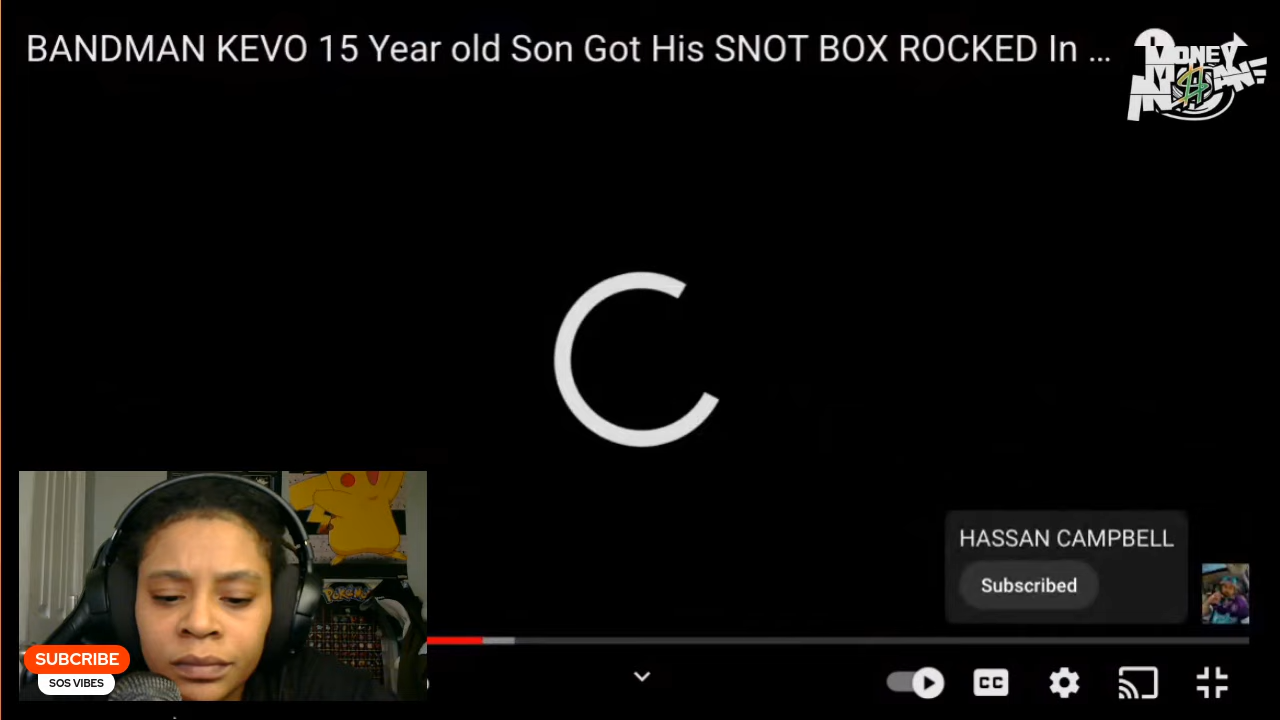 BANDMAN KEVO 15 Year old Son Got His SNOT BOX ROCKED In ...
MONEY
HASSAN CAMPBELL
Subscribed
SUBCRIBE
SOS VIBES
CC